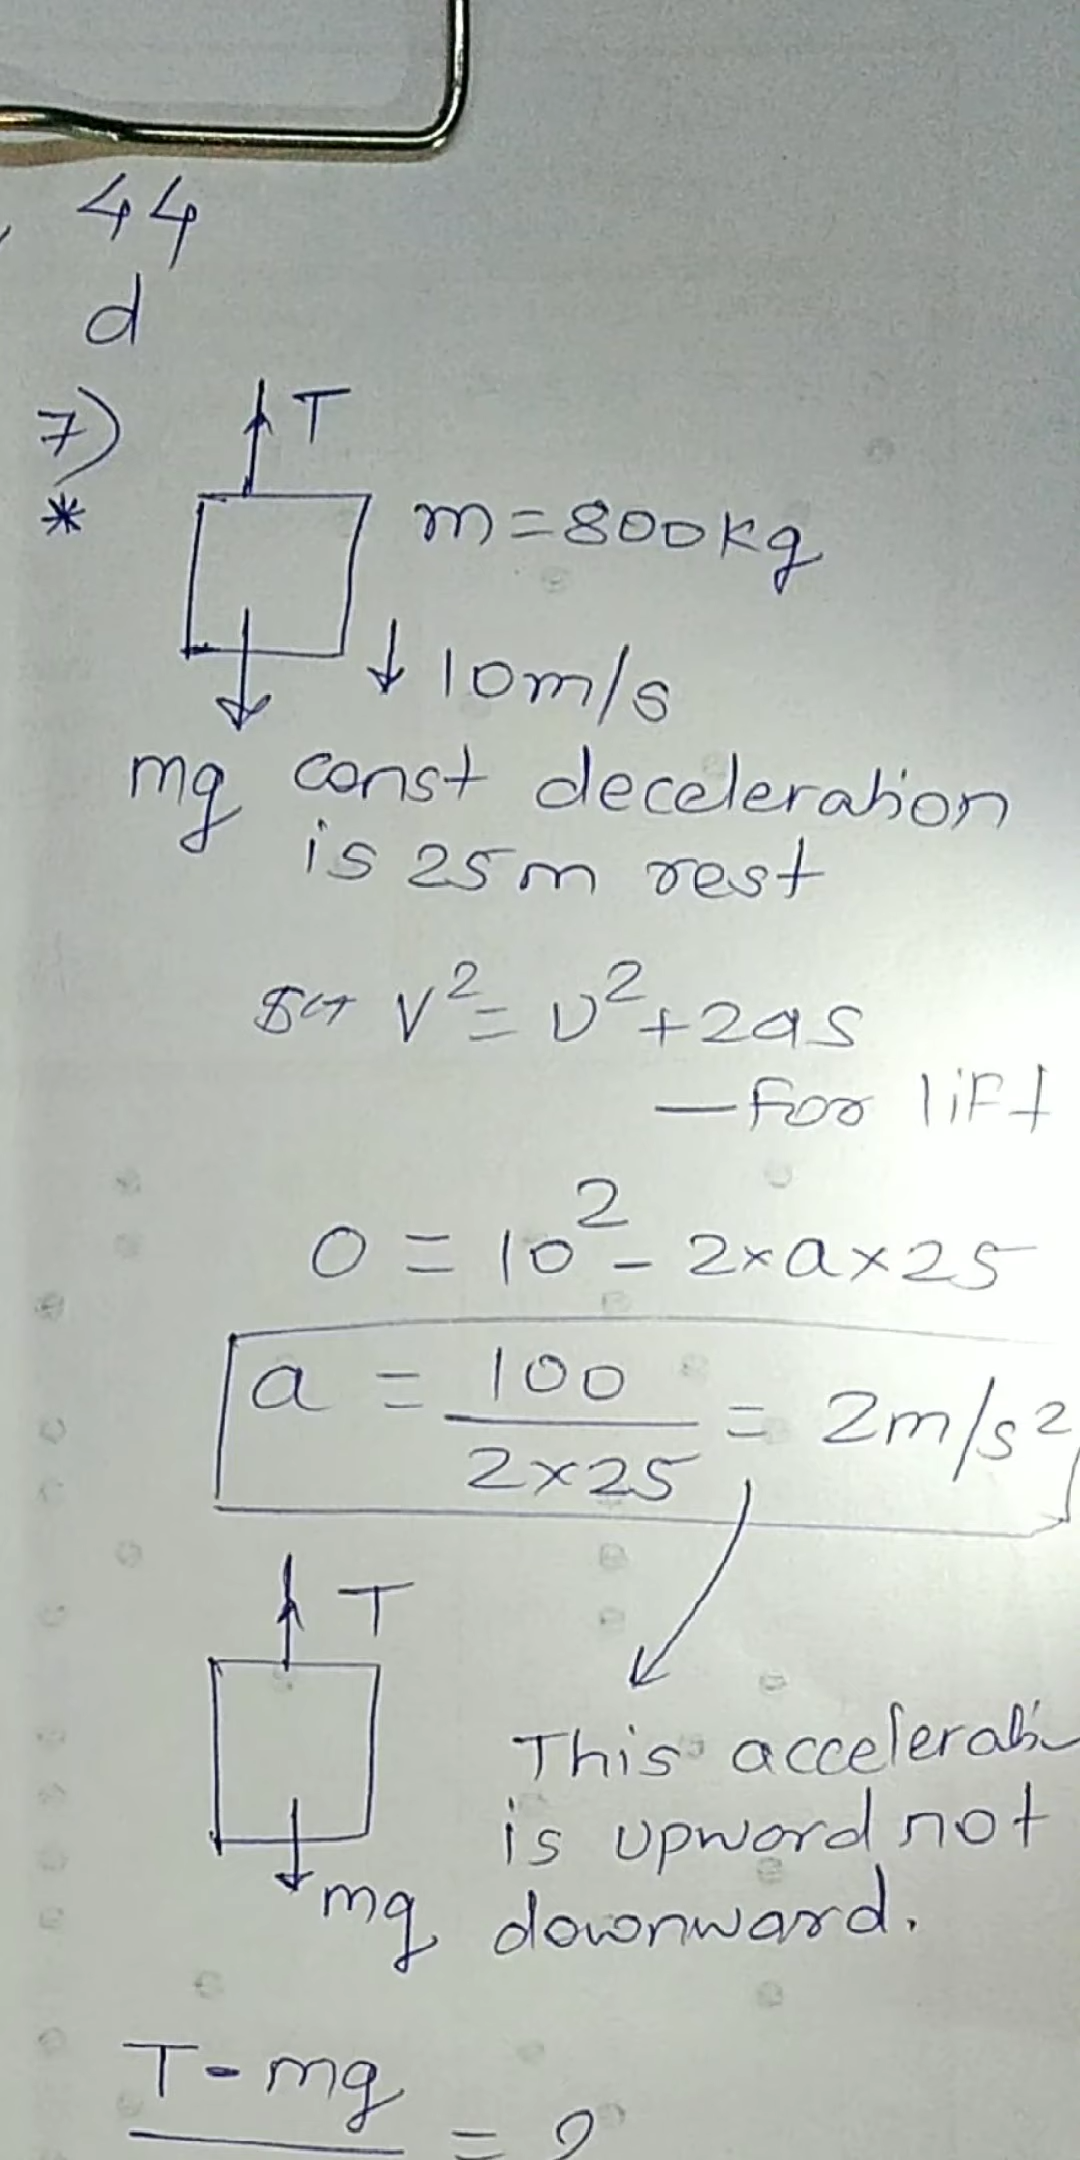 44
d
7)
T
*
m=800kg
↓ 10m/s
mg const deceleration
is 25m rest
V²= U²+2as
— For liFt
0 = 10² - 2×a×25
a = 100/2×25 = 2m/s²
T
This accelerati
is upword not
mg downward.
T-mg
= 2